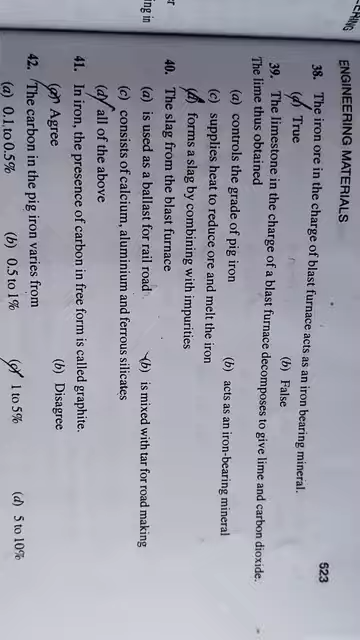 ERING
ENGINEERING MATERIALS 623
38. The iron ore in the charge of blast furnace acts as an iron bearing mineral.
(a) True (b) False
39. The limestone in the charge of a blast furnace decomposes to give lime and carbon dioxide.
The lime thus obtained
(a) controls the grade of pig iron (b) acts as an iron-bearing mineral
(c) supplies heat to reduce ore and melt the iron
(d) forms a slag by combining with impurities
40. The slag from the blast furnace
(a) is used as a ballast for rail road (b) is mixed with tar for road making
(c) consists of calcium, aluminium and ferrous silicates
(d) all of the above
41. In iron, the presence of carbon in free form is called graphite.
(a) Agree (b) Disagree
42. The carbon in the pig iron varies from
(a) 0.1 to 0.5% (b) 0.5 to 1% (c) 1 to 5% (d) 5 to 10%
ing in